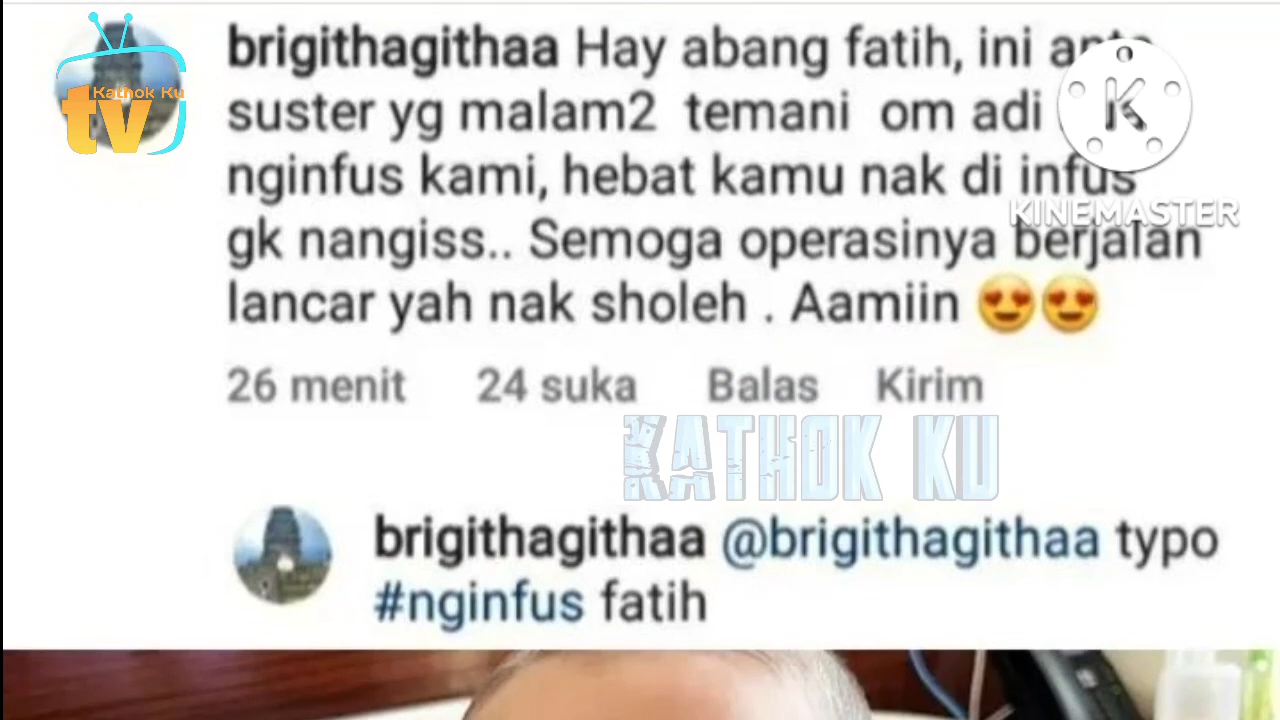 brigithagithaa Hay abang fatih, ini
suster yg malam2 temani om adi
nginfus kami, hebat kamu nak di infus
gk nangiss.. Semoga operasinya berjalan
lancar yah nak sholeh . Aamiin 😍😍
26 menit 24 suka Balas Kirim
brigithagithaa @brigithagithaa typo
#nginfus fatih
Kathok Ku
tv
K
KINEMASTER
KATHOK KU